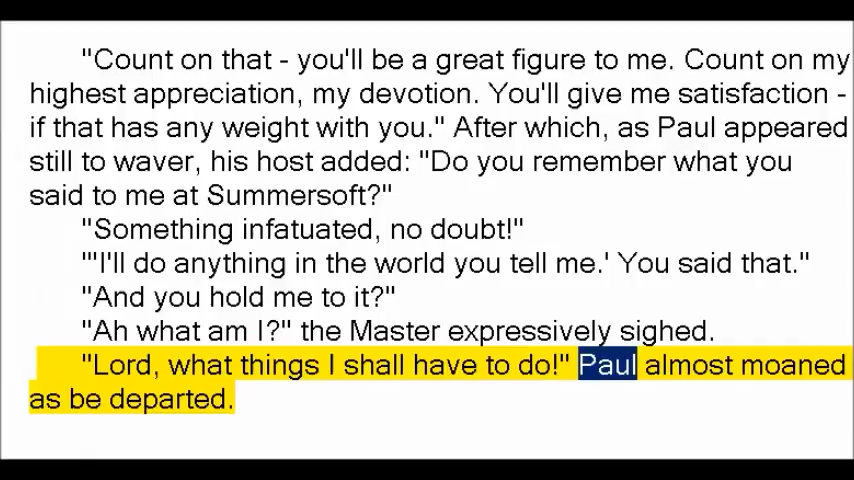 "Count on that - you'll be a great figure to me. Count on my
highest appreciation, my devotion. You'll give me satisfaction -
if that has any weight with you." After which, as Paul appeared
still to waver, his host added: "Do you remember what you
said to me at Summersoft?"
"Something infatuated, no doubt!"
"'I'll do anything in the world you tell me.' You said that."
"And you hold me to it?"
"Ah what am I?" the Master expressively sighed.
"Lord, what things I shall have to do!" Paul almost moaned
as be departed.